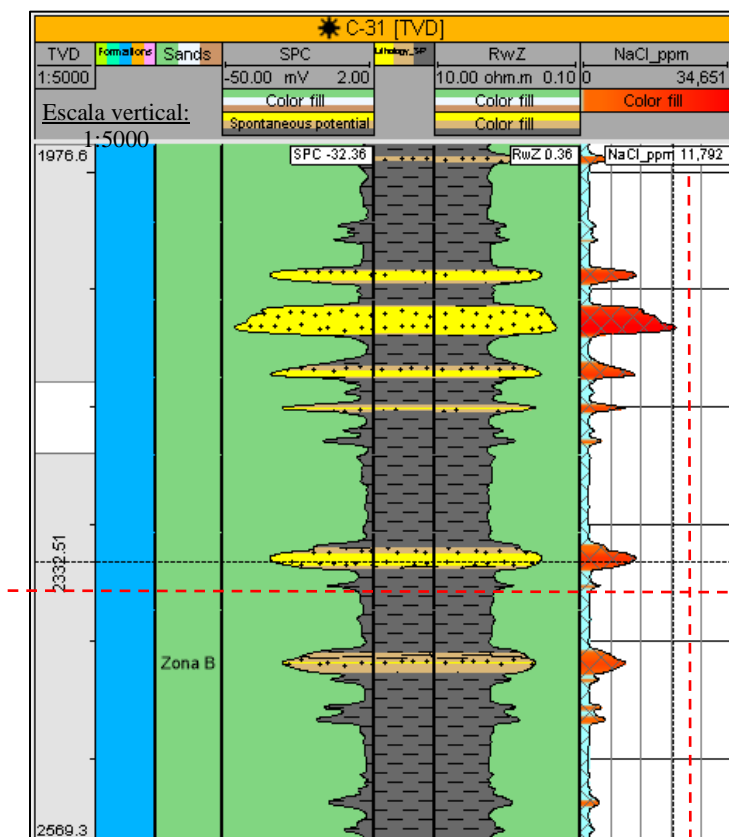 C-31 [TVD]
TVD Formations Sands SPC Lithology_SP RwZ NaCl_ppm
1:5000 -50.00 mV 2.00 10.00 ohm.m 0.10 0 34,651
Color fill Color fill Color fill
Spontaneous potential Color fill
Escala vertical:
1:5000
1976.6 SPC -32.36 RwZ 0.36 NaCl_ppm 11,792
2332.51
Zona B
2569.3